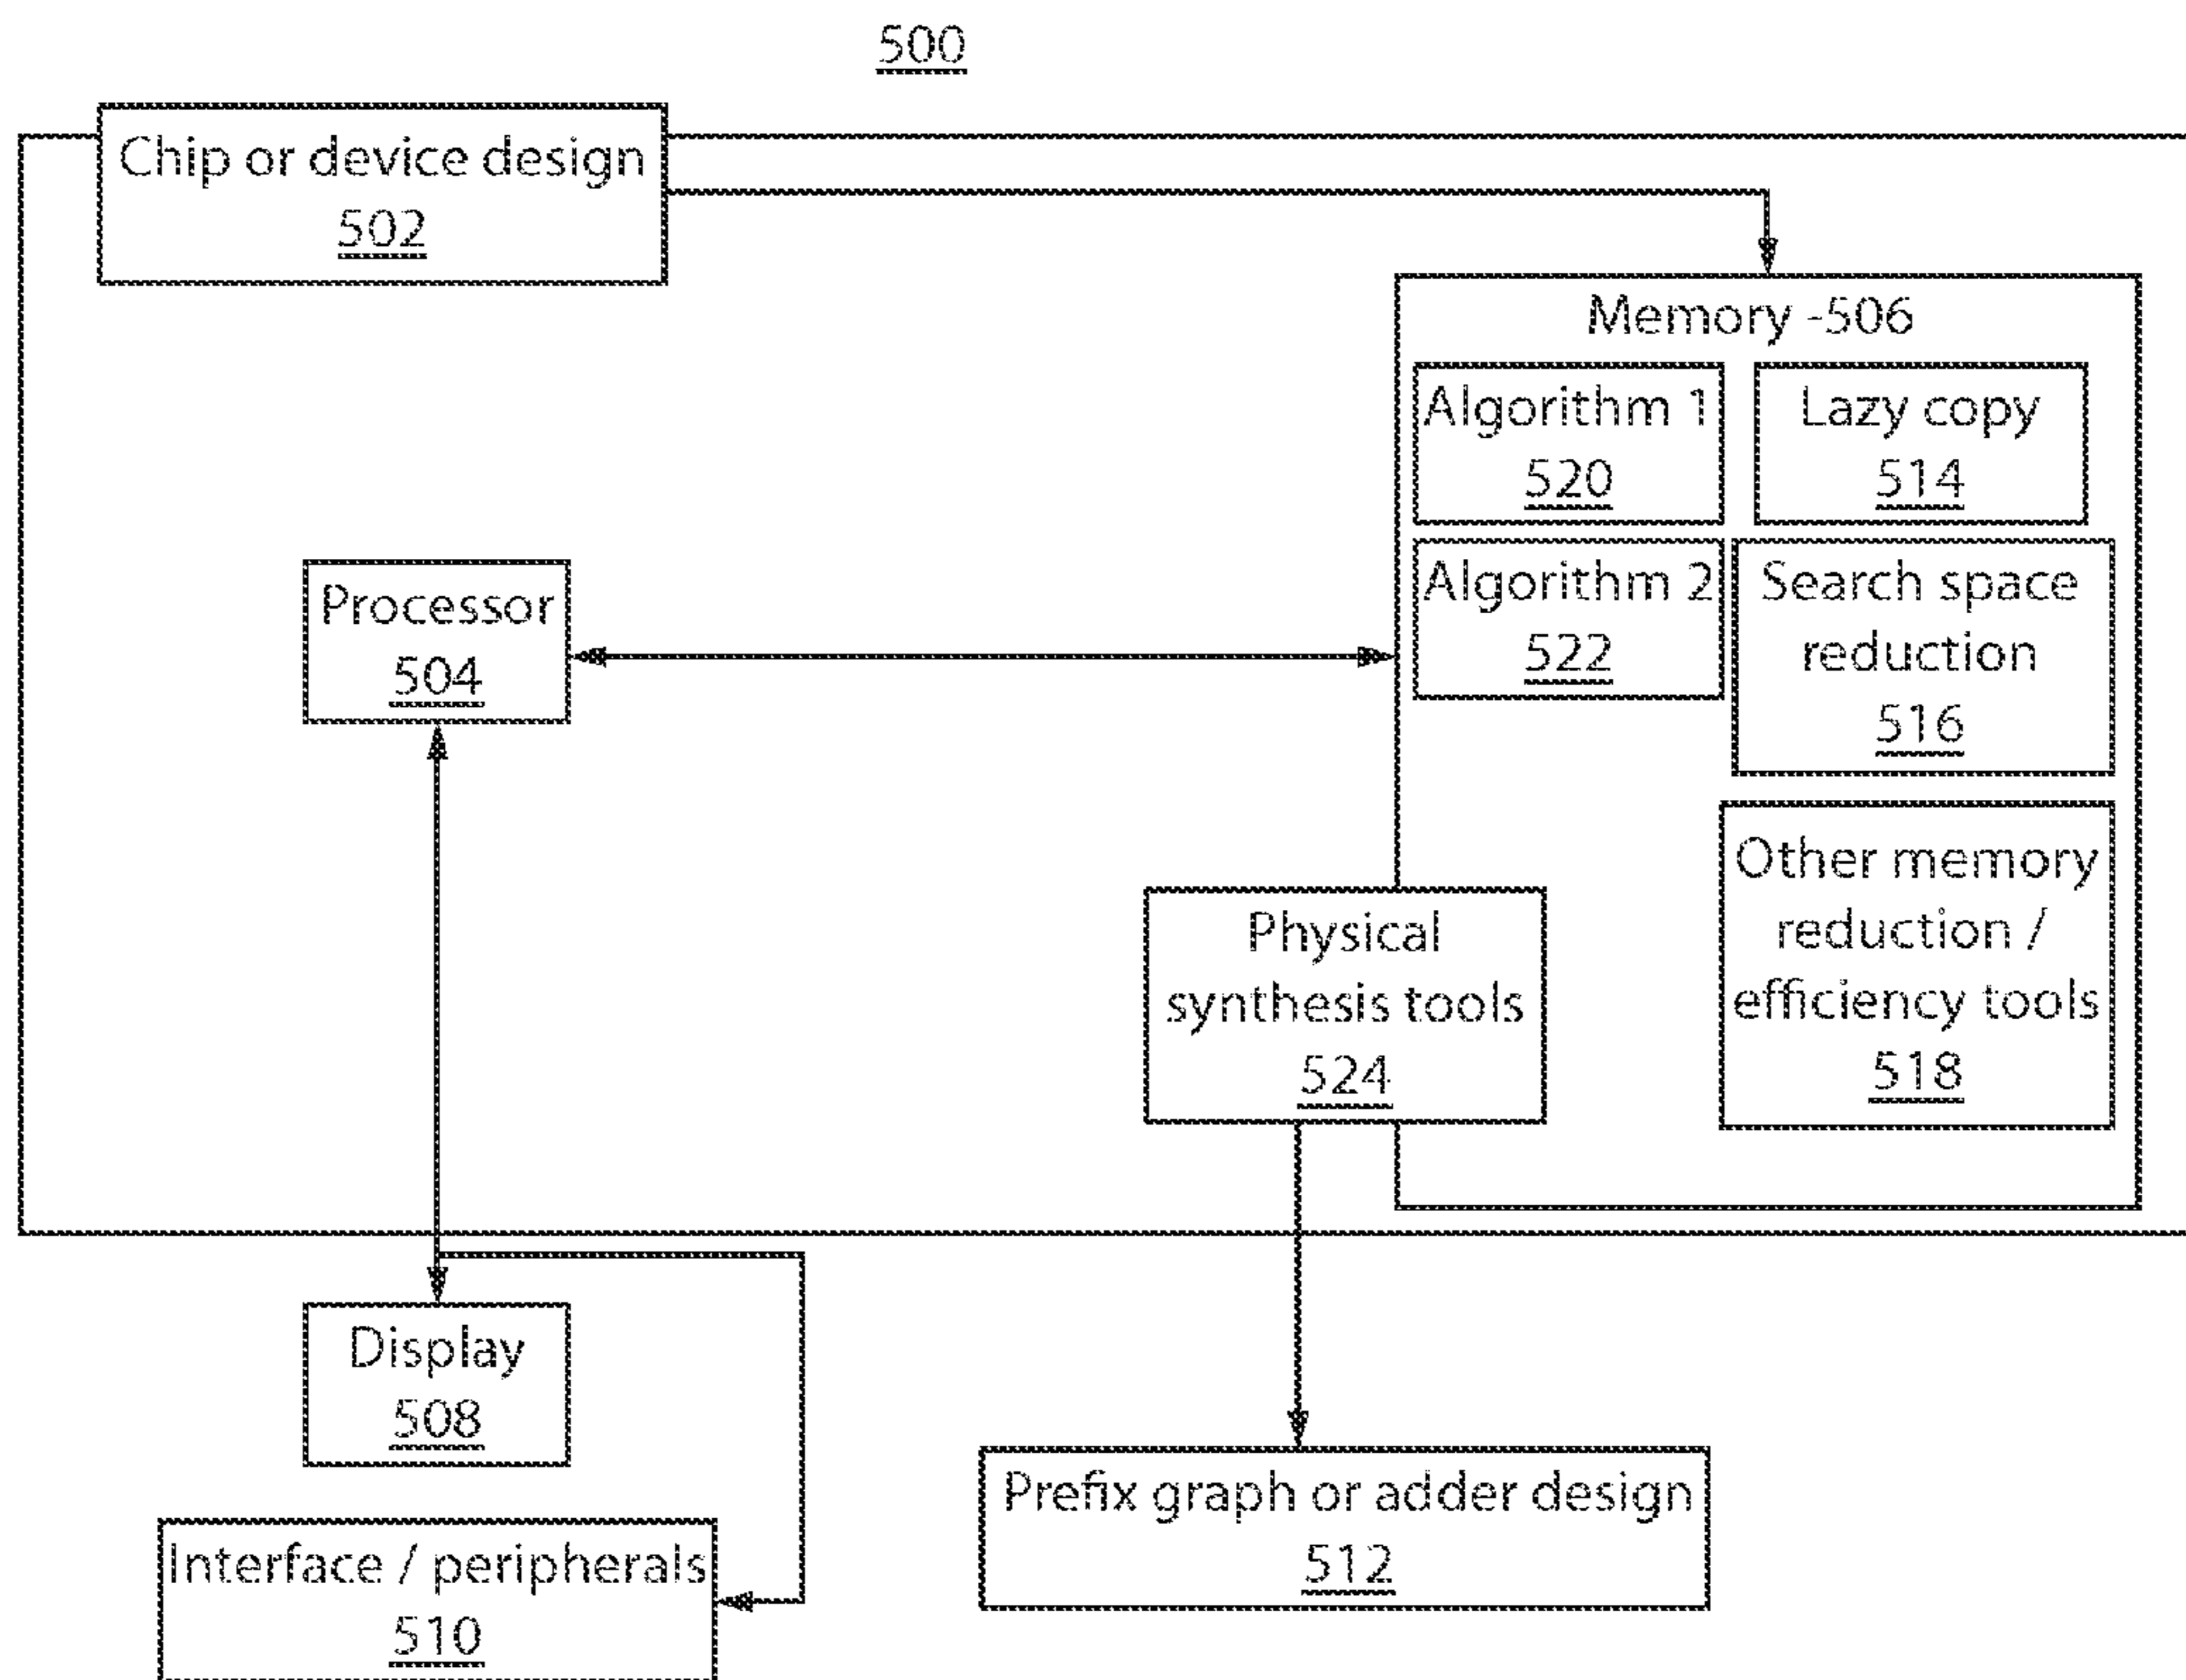 500
Chip or device design
502
Memory -506
Algorithm 1
520
Lazy copy
514
Algorithm 2
522
Search space
reduction
516
Processor
504
Other memory
reduction /
efficiency tools
518
Physical
synthesis tools
524
Display
508
Prefix graph or adder design
512
Interface / peripherals
510